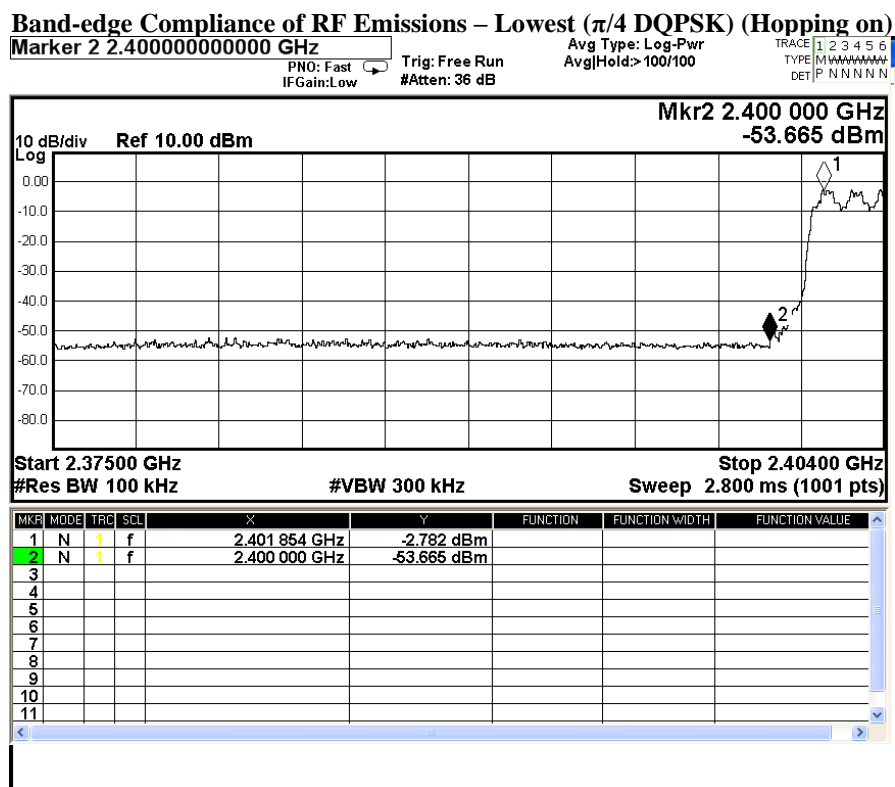 Band-edge Compliance of RF Emissions – Lowest (π/4 DQPSK) (Hopping on)
Marker 2 2.400000000000 GHz
PNO: Fast
IFGain:Low
Trig: Free Run
#Atten: 36 dB
Avg Type: Log-Pwr
Avg|Hold:> 100/100
TRACE 1 2 3 4 5 6
TYPE M
DET P N N N N N
Mkr2 2.400 000 GHz
-53.665 dBm
10 dB/div Ref 10.00 dBm
Log
0.00
-10.0
-20.0
-30.0
-40.0
-50.0
-60.0
-70.0
-80.0
1
2
Start 2.37500 GHz Stop 2.40400 GHz
#Res BW 100 kHz #VBW 300 kHz Sweep 2.800 ms (1001 pts)
MKR MODE TRC SCL X Y FUNCTION FUNCTION WIDTH FUNCTION VALUE
1 N 1 f 2.401 854 GHz -2.782 dBm
2 N 1 f 2.400 000 GHz -53.665 dBm
3
4
5
6
7
8
9
10
11